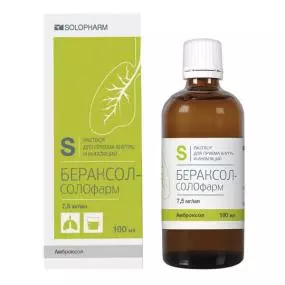 SOLOPHARM
S
РАСТВОР
ДЛЯ ПРИЕМА ВНУТРЬ
И ИНГАЛЯЦИЙ
БЕРАКСОЛ-
СОЛОфарм
7,5 мг/мл
100 мл
Амброксол
S
РАСТВОР
ДЛЯ ПРИЕМА ВНУТРЬ
И ИНГАЛЯЦИЙ
БЕРАКСОЛ-
СОЛОфарм
7,5 мг/мл
Амброксол
100 мл